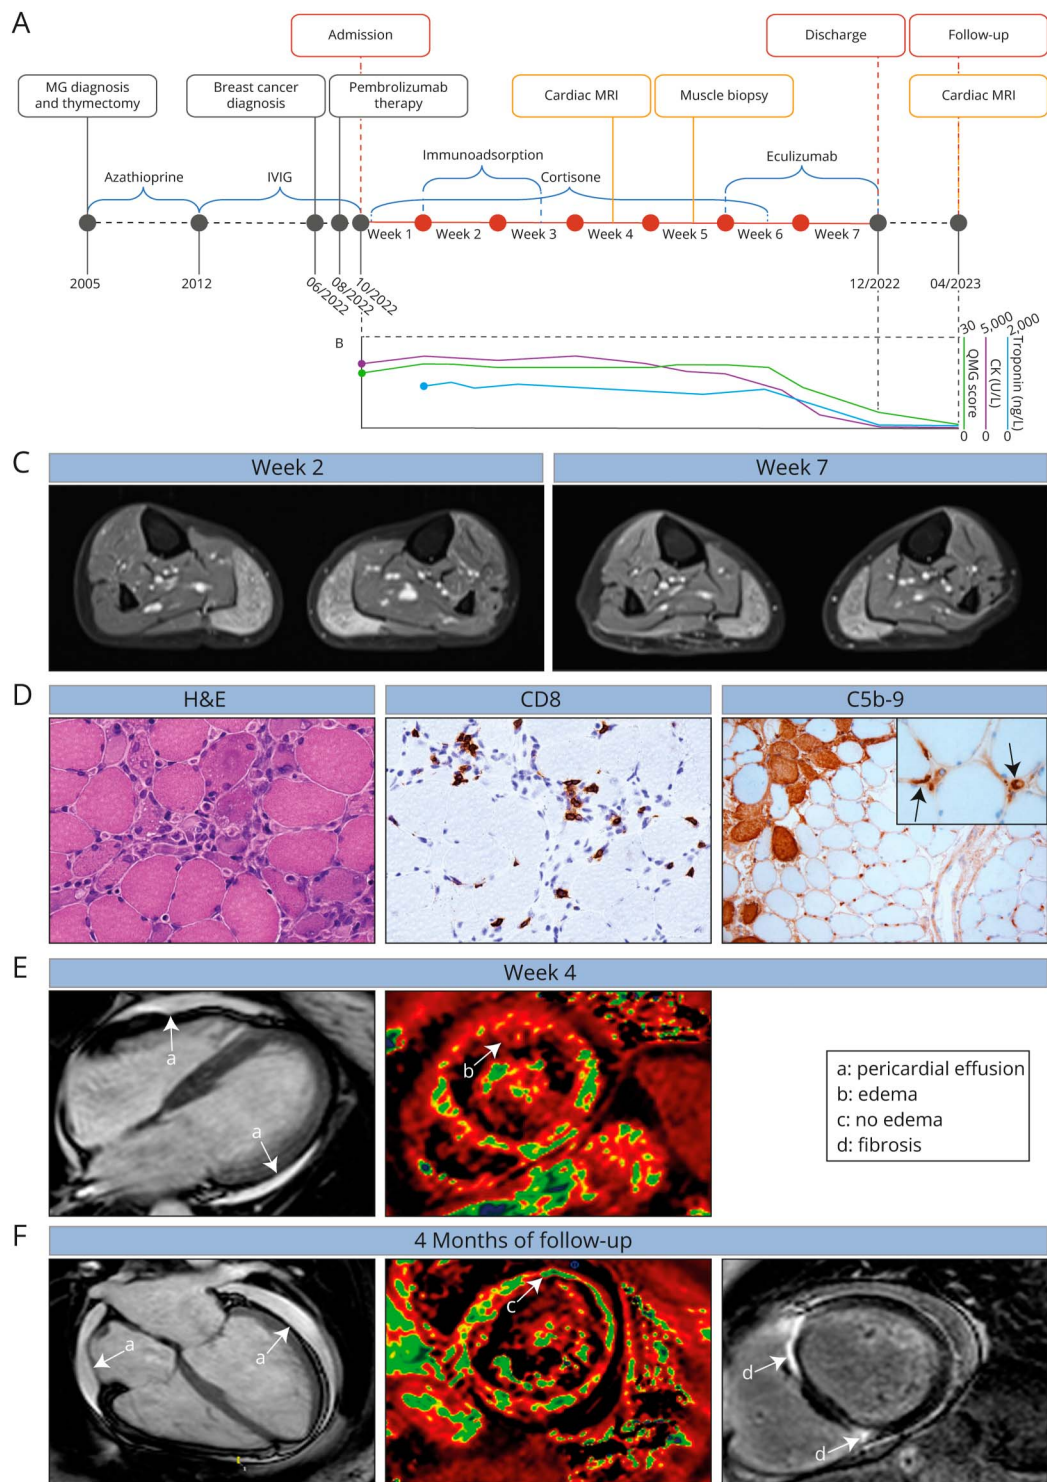 A
Admission
Discharge
Follow-up
MG diagnosis
and thymectomy
Breast cancer
diagnosis
Pembrolizumab
therapy
Cardiac MRI
Muscle biopsy
Cardiac MRI
Immunoadsorption
Eculizumab
Azathioprine
IVIG
Cortisone
Week 1
Week 2
Week 3
Week 4
Week 5
Week 6
Week 7
2005
2012
06/2022
08/2022
10/2022
12/2022
04/2023
B
30
5,000
2,000
QMG score
CK (U/L)
Troponin (ng/L)
0
0
0
C
Week 2
Week 7
D
H&E
CD8
C5b-9
E
Week 4
a
a
b
a: pericardial effusion
b: edema
c: no edema
d: fibrosis
F
4 Months of follow-up
a
a
c
d
d